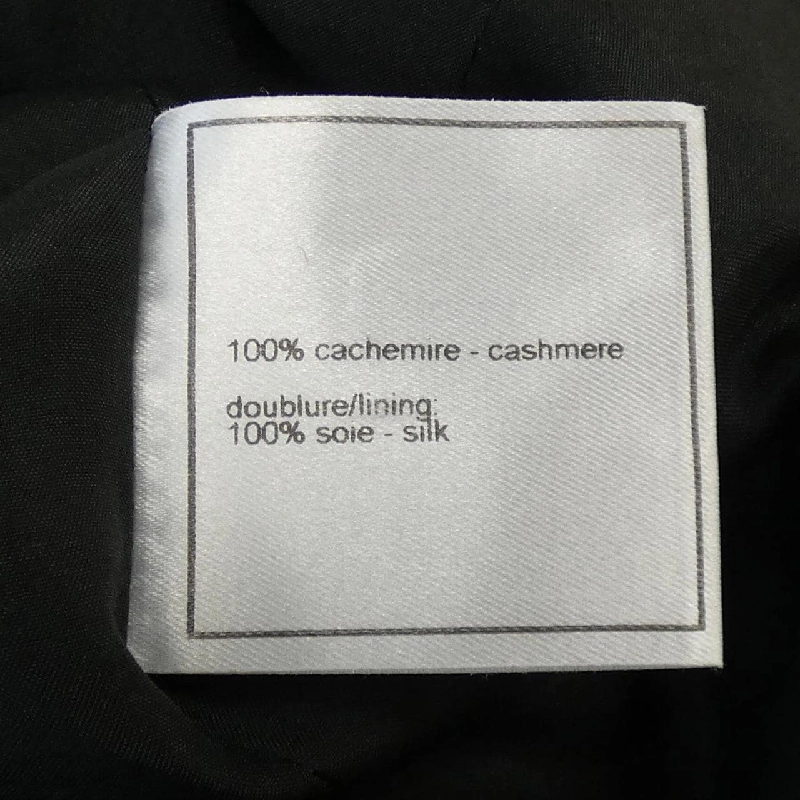 100% cachemire - cashmere
doublure/lining:
100% soie - silk